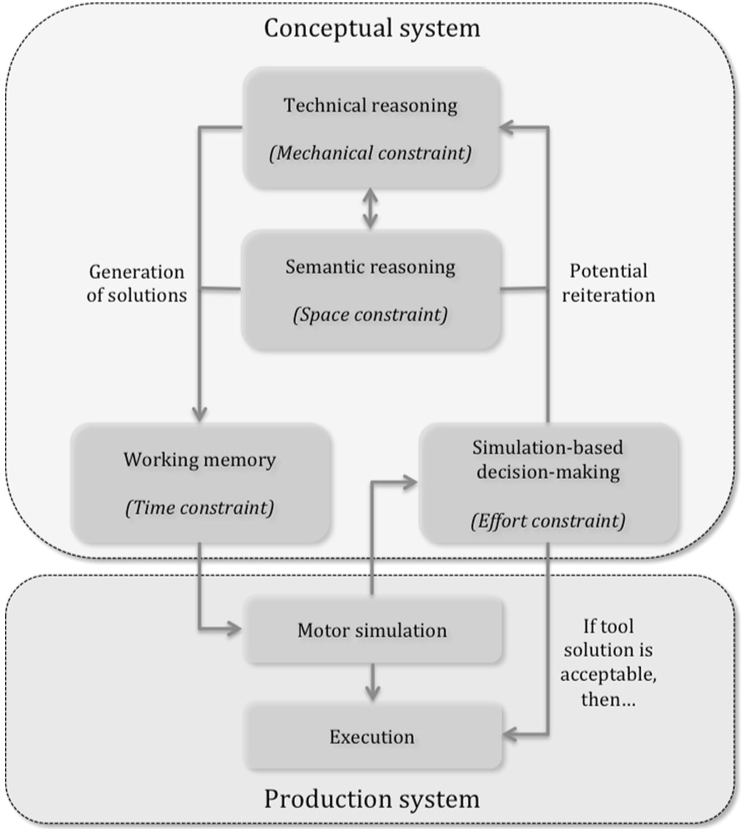 Conceptual system
Technical reasoning
(Mechanical constraint)
Semantic reasoning
(Space constraint)
Generation
of solutions
Potential
reiteration
Working memory
(Time constraint)
Simulation-based
decision-making
(Effort constraint)
Motor simulation
If tool
solution is
acceptable,
then…
Execution
Production system